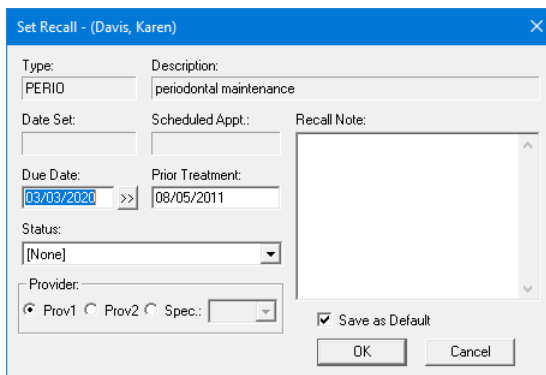 Set Recall - (Davis, Karen)
Type: Description:
PERIO periodontal maintenance
Date Set: Scheduled Appt.: Recall Note:
Due Date: Prior Treatment:
03/03/2020 >> 08/05/2011
Status:
[None]
Provider:
Prov1 Prov2 Spec.:
Save as Default
OK Cancel